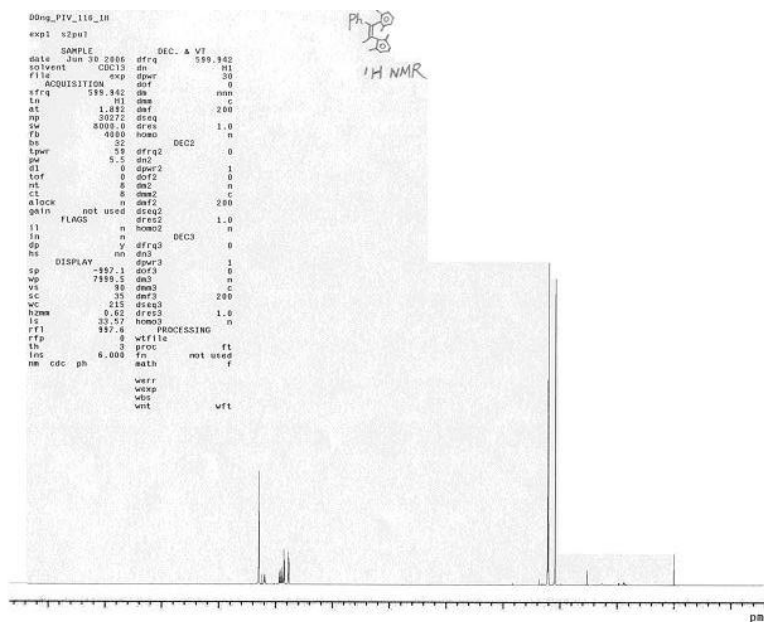 DDng_PIV_116_1H
exp1 s2pul
SAMPLE DEC. & VT
date Jun 30 2006 dfrq 599.942
solvent CDCl3 dn H1
file exp dpwr 30
ACQUISITION dof 0
sfrq 599.942 dm nnn
tn H1 dmm c
at 1.892 dmf 200
np 30272 dseq
sw 8000.0 dres 1.0
fb 4000 homo n
bs 32 DEC2
tpwr 59 dfrq2 0
pw 5.5 dn2
d1 0 dpwr2 1
tof 0 dof2 0
nt 8 dm2 n
ct 8 dmm2 c
alock n dmf2 200
gain not used dseq2
FLAGS dres2 1.0
il n homo2 n
in n DEC3
dp y dfrq3 0
hs nn dn3
DISPLAY dpwr3 1
sp -997.1 dof3 0
wp 7999.5 dm3 n
vs 90 dmm3 c
sc 35 dmf3 200
wc 215 dseq3
hzmm 0.62 dres3 1.0
is 33.57 homo3 n
rfl 997.6 PROCESSING
rfp 0 wtfile
th 3 proc ft
ins 6.000 fn not used
nm cdc ph math f
werr
wexp
wbs
wnt wft
Ph
1H NMR
pm